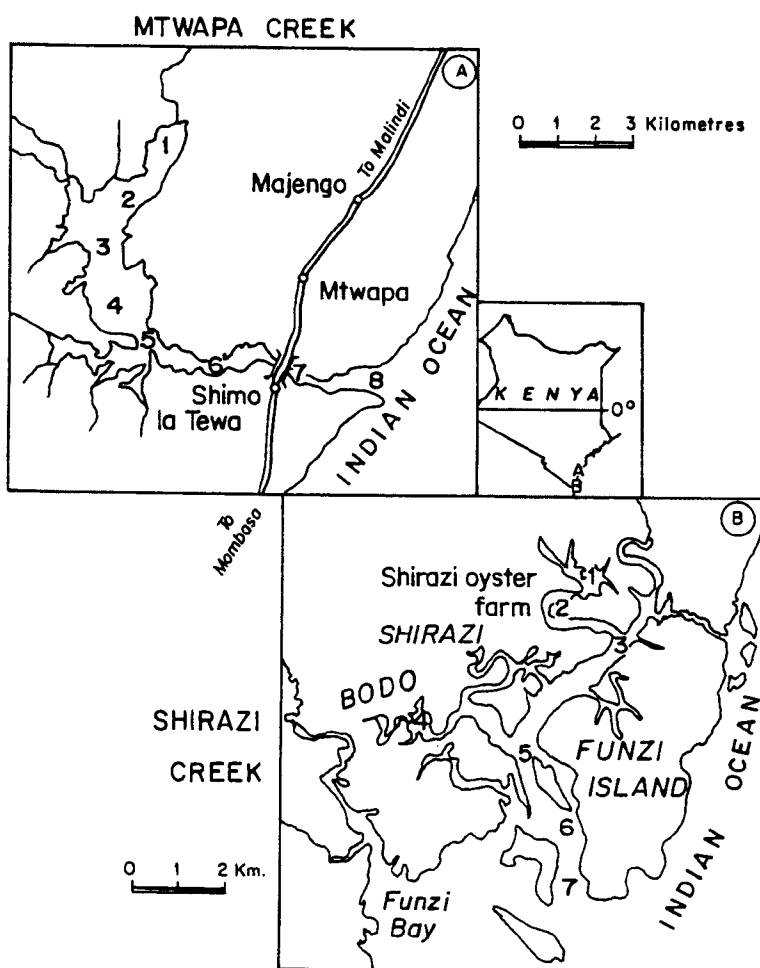 MTWAPA CREEK
A
0 1 2 3 Kilometres
To Malindi
1
2
Majengo
3
Mtwapa
4
5
6
7
8
Shimo
la Tewa
INDIAN OCEAN
KENYA
0°
A
B
To
Mombasa
B
1
Shirazi oyster
farm
2
SHIRAZI
3
BODO
4
SHIRAZI
CREEK
5
FUNZI
ISLAND
6
7
INDIAN OCEAN
0 1 2 Km.
Funzi
Bay